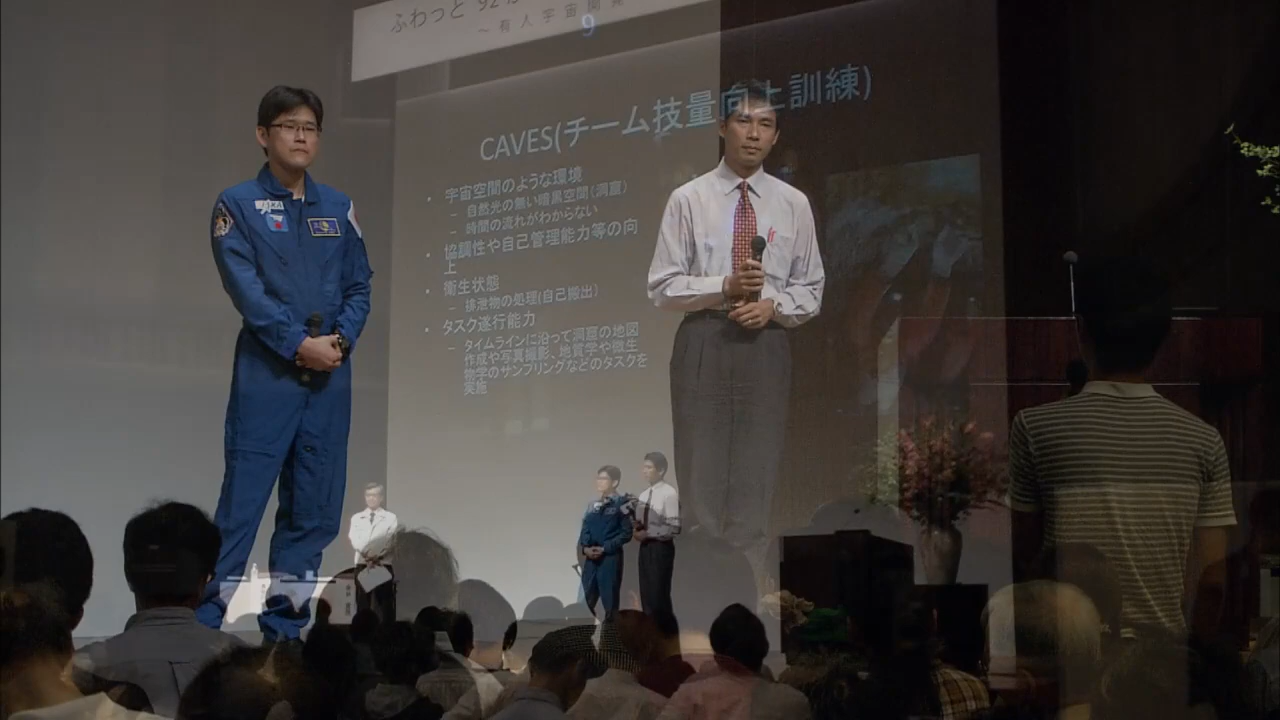 ふわっと '92
～有人宇宙開発
9
CAVES(チーム技量向上訓練)
• 宇宙空間のような環境
– 自然光の無い暗黒空間(洞窟)
– 時間の流れがわからない
• 協調性や自己管理能力等の向
上
• 衛生状態
– 排泄物の処理(自己搬出)
• タスク遂行能力
– タイムラインに沿って洞窟の地図
作成や写真撮影、地質学や微生
物学のサンプリングなどのタスクを
実施